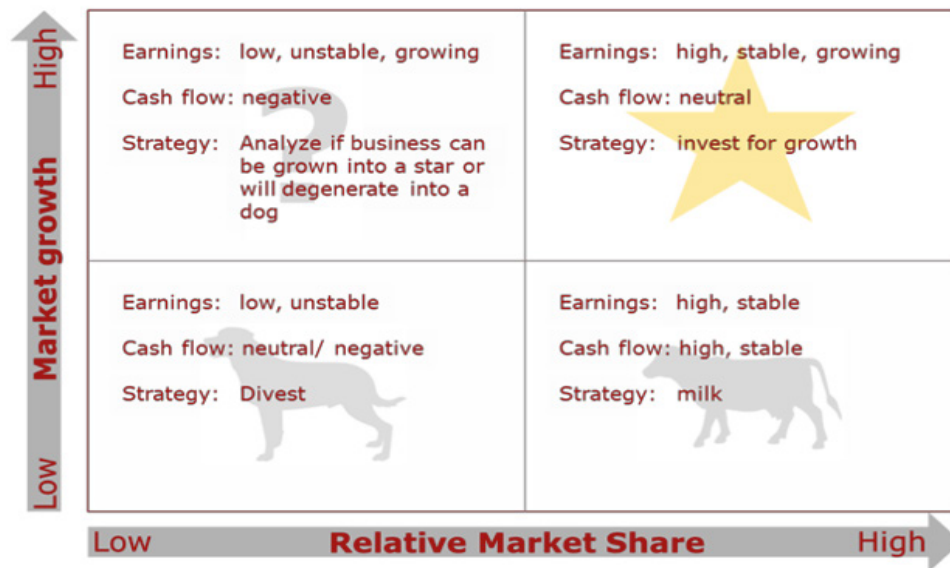 High
Market growth
Low
Earnings: low, unstable, growing
Cash flow: negative
Strategy: Analyze if business can
be grown into a star or
will degenerate into a
dog
?
Earnings: high, stable, growing
Cash flow: neutral
Strategy: invest for growth
Earnings: low, unstable
Cash flow: neutral/ negative
Strategy: Divest
Earnings: high, stable
Cash flow: high, stable
Strategy: milk
Low
Relative Market Share
High